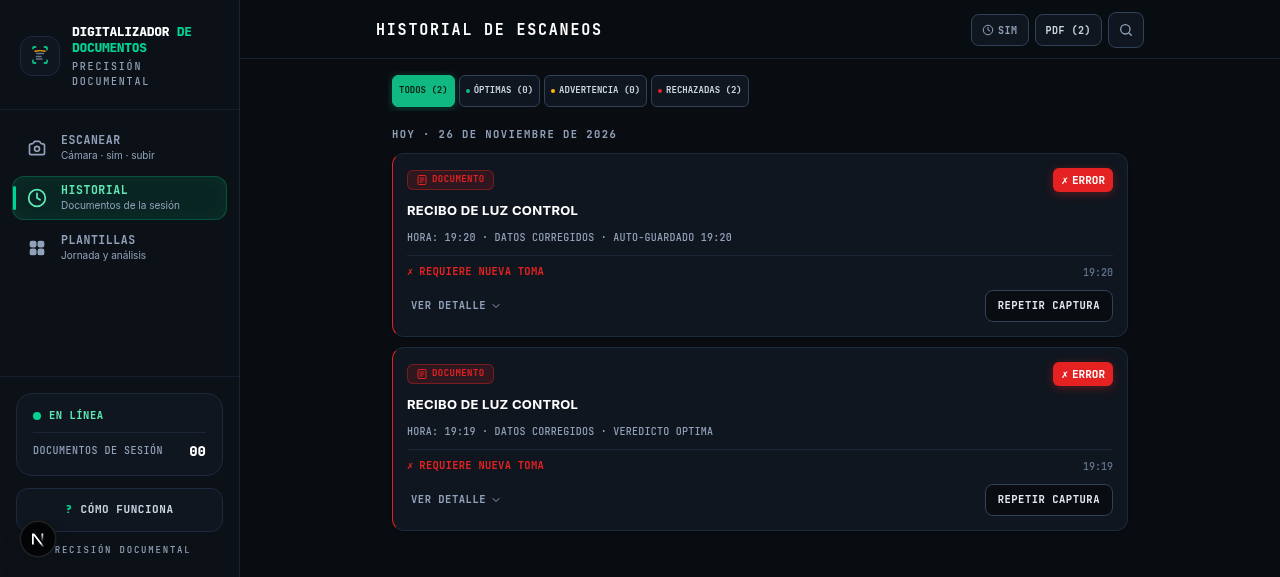 DIGITALIZADOR DE
DOCUMENTOS
PRECISIÓN
DOCUMENTAL
ESCANEAR
Cámara · sim · subir
HISTORIAL
Documentos de la sesión
PLANTILLAS
Jornada y análisis
EN LÍNEA
DOCUMENTOS DE SESIÓN 00
? CÓMO FUNCIONA
N
RECISIÓN DOCUMENTAL
HISTORIAL DE ESCANEOS
SIM
PDF (2)
TODOS (2)
ÓPTIMAS (0)
ADVERTENCIA (0)
RECHAZADAS (2)
HOY · 26 DE NOVIEMBRE DE 2026
DOCUMENTO
✗ ERROR
RECIBO DE LUZ CONTROL
HORA: 19:20 · DATOS CORREGIDOS · AUTO-GUARDADO 19:20
✗ REQUIERE NUEVA TOMA
19:20
VER DETALLE
REPETIR CAPTURA
DOCUMENTO
✗ ERROR
RECIBO DE LUZ CONTROL
HORA: 19:19 · DATOS CORREGIDOS · VEREDICTO OPTIMA
✗ REQUIERE NUEVA TOMA
19:19
VER DETALLE
REPETIR CAPTURA